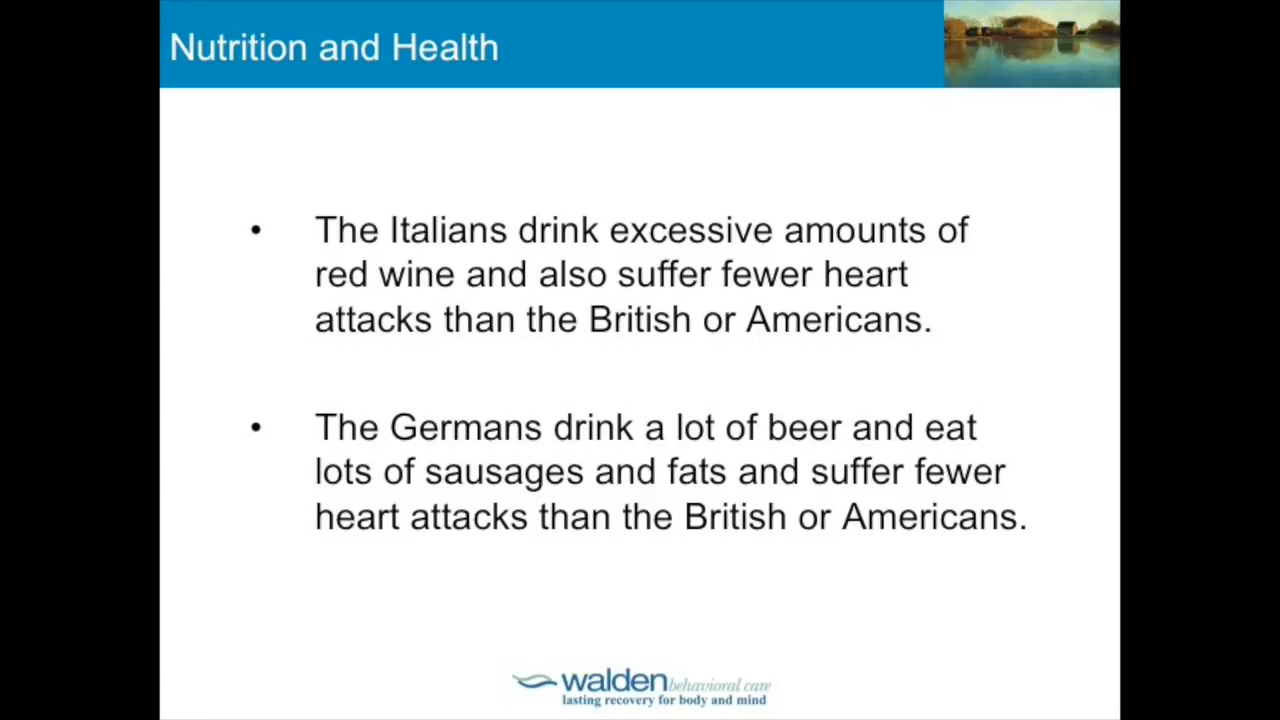 Nutrition and Health
• The Italians drink excessive amounts of
red wine and also suffer fewer heart
attacks than the British or Americans.
• The Germans drink a lot of beer and eat
lots of sausages and fats and suffer fewer
heart attacks than the British or Americans.
walden behavioral care
lasting recovery for body and mind